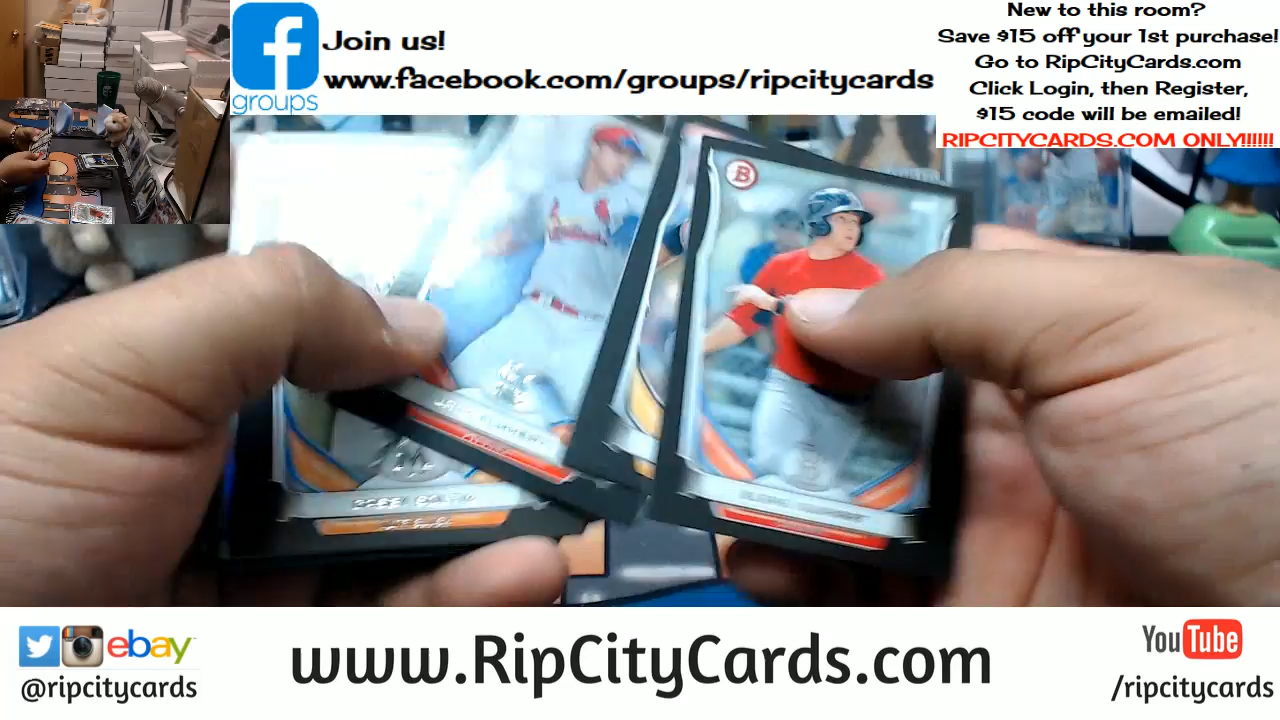 Join us!
www.facebook.com/groups/ripcitycards
f
groups
New to this room?
Save $15 off your 1st purchase!
Go to RipCityCards.com
Click Login, then Register,
$15 code will be emailed!
RIPCITYCARDS.COM ONLY!!!!!!
B
Cardinals
ebay
@ripcitycards
www.RipCityCards.com
YouTube
/ripcitycards